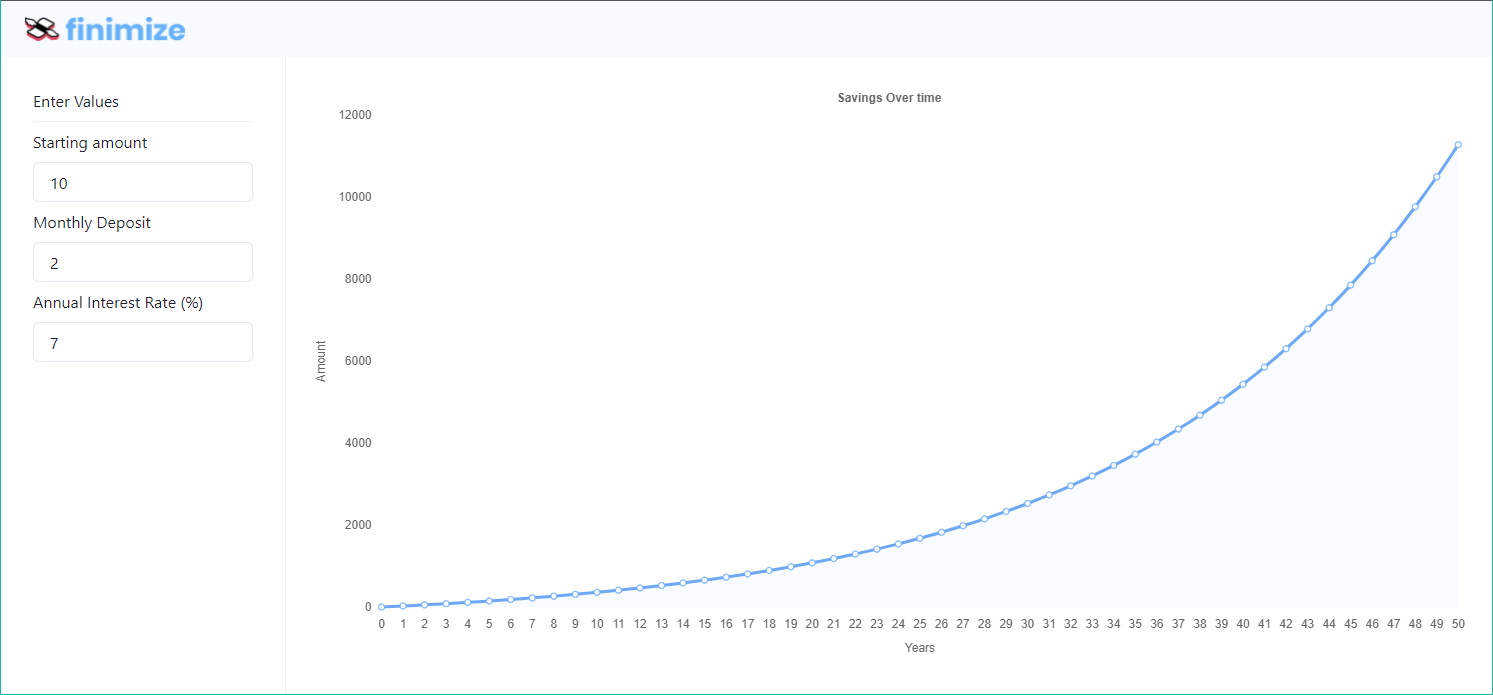 finimize
Enter Values
Starting amount
10
Monthly Deposit
2
Annual Interest Rate (%)
7
Savings Over time
12000
10000
8000
6000
4000
2000
0
Amount
0 1 2 3 4 5 6 7 8 9 10 11 12 13 14 15 16 17 18 19 20 21 22 23 24 25 26 27 28 29 30 31 32 33 34 35 36 37 38 39 40 41 42 43 44 45 46 47 48 49 50
Years